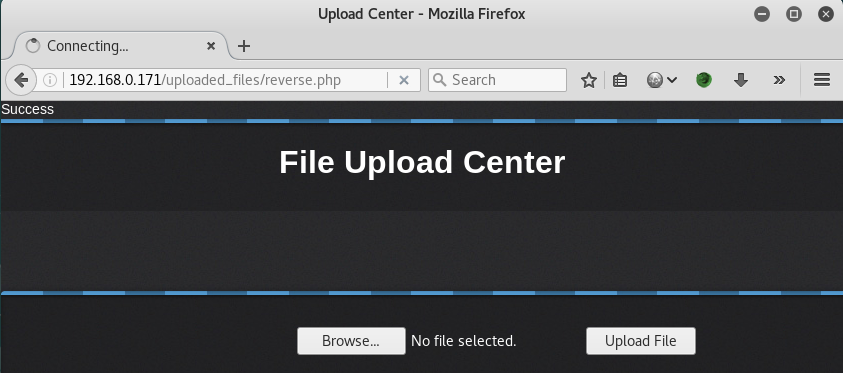 Upload Center - Mozilla Firefox
Connecting...
192.168.0.171/uploaded_files/reverse.php
Search
Success
File Upload Center
Browse... No file selected. Upload File